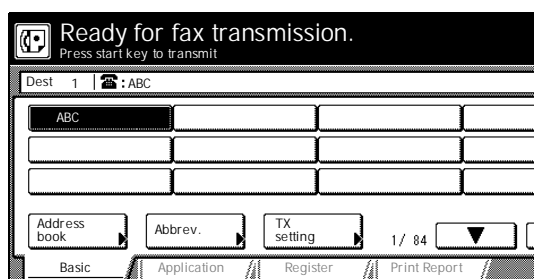 Ready for fax transmission.
Press start key to transmit
Dest 1 ☎: ABC
ABC
Address
book
Abbrev.
TX
setting
1/ 84
Basic
Application
Register
Print Report